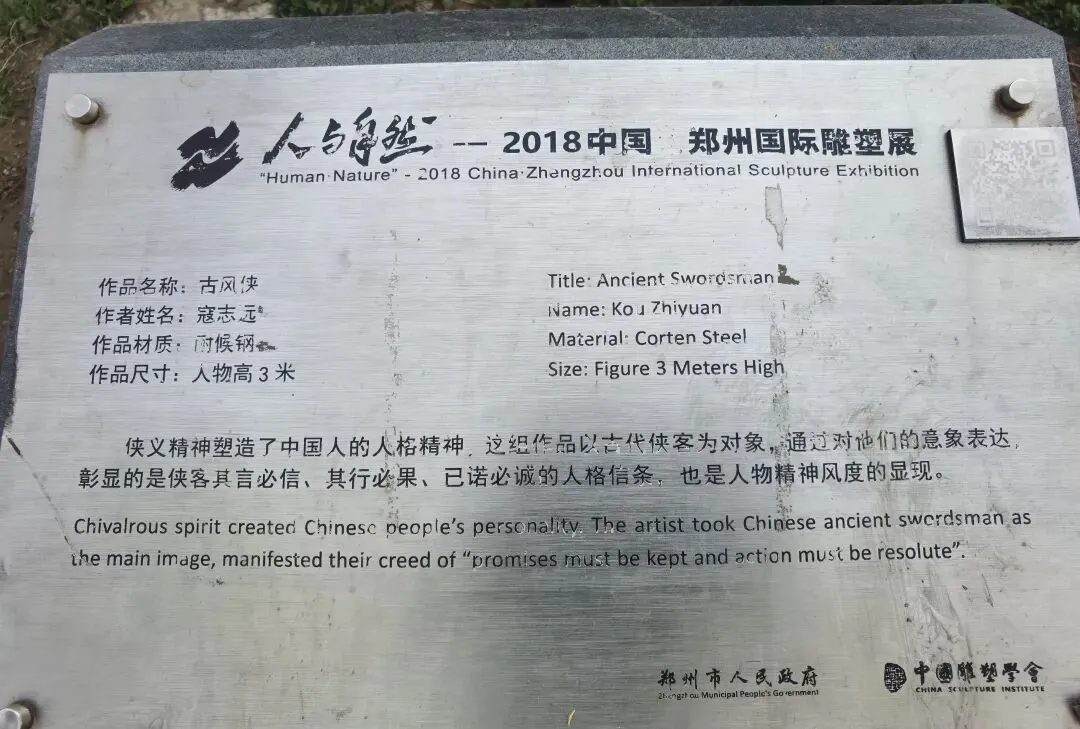 人与自然 -- 2018中国 郑州国际雕塑展
"Human·Nature" - 2018 China·Zhengzhou International Sculpture Exhibition
作品名称：古风侠
作者姓名：寇志远
作品材质：耐候钢
作品尺寸：人物高3米
Title: Ancient Swordsman
Name: Kou Zhiyuan
Material: Corten Steel
Size: Figure 3 Meters High
侠义精神塑造了中国人的人格精神，这组作品以古代侠客为对象，通过对他们的意象表达，
彰显的是侠客其言必信、其行必果、已诺必诚的人格信条，也是人物精神风度的显现。
Chivalrous spirit created Chinese people's personality. The artist took Chinese ancient swordsman as
the main image, manifested their creed of "promises must be kept and action must be resolute".
郑州市人民政府
Zhengzhou Municipal People's Government
中國雕塑學會
CHINA SCULPTURE INSTITUTE